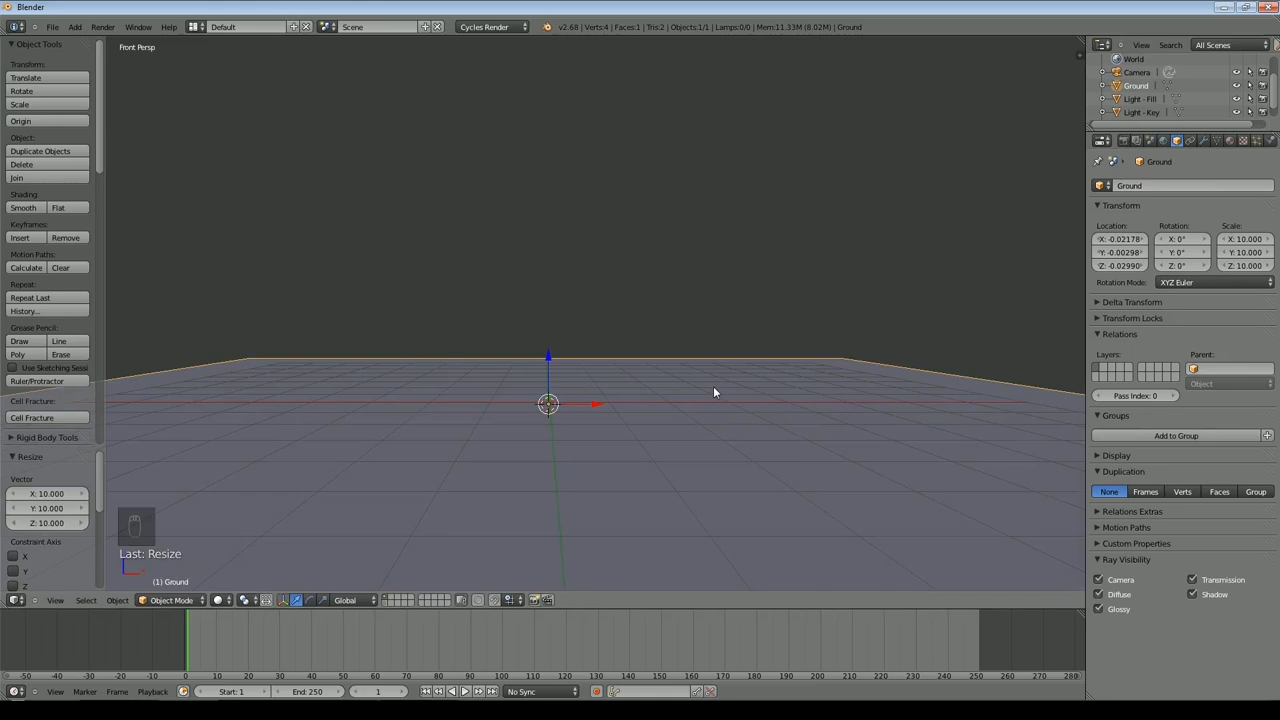 Blender
File Add Render Window Help
Default
Scene
Cycles Render
v2.68 | Verts:4 | Faces:1 | Tris:2 | Objects:1/1 | Lamps:0/0 | Mem:11.33M (8.02M) | Ground
Object Tools
Transform:
Translate
Rotate
Scale
Origin
Object:
Duplicate Objects
Delete
Join
Shading:
Smooth Flat
Keyframes:
Insert Remove
Motion Paths:
Calculate Clear
Repeat:
Repeat Last
History...
Grease Pencil:
Draw Line
Poly Erase
Use Sketching Sessi
Ruler/Protractor
Cell Fracture:
Cell Fracture
Rigid Body Tools
Resize
Vector
X: 10.000
Y: 10.000
Z: 10.000
Constraint Axis
X
Y
Z
Front Persp
Last: Resize
(1) Ground
View Select Object
Object Mode
Global
View Search All Scenes
World
Camera
Ground
Light - Fill
Light - Key
Ground
Ground
Transform
Location: Rotation: Scale:
X: -0.02178 X: 0° X: 10.000
Y: -0.00298 Y: 0° Y: 10.000
Z: -0.02990 Z: 0° Z: 10.000
Rotation Mode: XYZ Euler
Delta Transform
Transform Locks
Relations
Layers: Parent:
Object
Pass Index: 0
Groups
Add to Group
Display
Duplication
None Frames Verts Faces Group
Relations Extras
Motion Paths
Custom Properties
Ray Visibility
Camera Transmission
Diffuse Shadow
Glossy
-50 -40 -30 -20 -10 0 10 20 30 40 50 60 70 80 90 100 110 120 130 140 150 160 170 180 190 200 210 220 230 240 250 260 270 280
View Marker Frame Playback
Start: 1 End: 250 1
No Sync